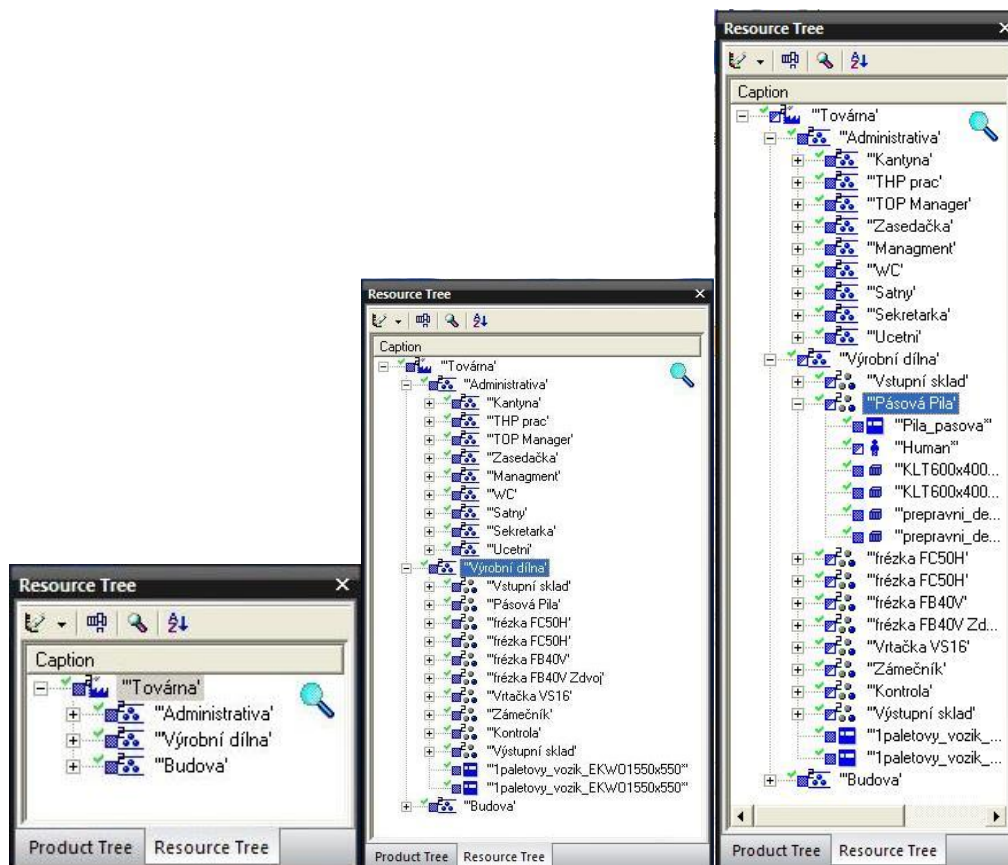 Resource Tree
Caption
"'Továrna'
"'Administrativa'
"'Výrobní dílna'
"'Budova'
Product Tree
Resource Tree
Resource Tree
Caption
"'Továrna'
"'Administrativa'
"'Kantyna'
"'THP prac'
"'TOP Manager'
"'Zasedačka'
"'Managment'
"'WC'
"'Satny'
"'Sekretarka'
"'Ucetni'
"'Výrobní dílna'
"'Vstupní sklad'
"'Pásová Pila'
"'frézka FC50H'
"'frézka FC50H'
"'frézka FB40V'
"'frézka FB40V Zdvoj'
"'Vrtačka VS16'
"'Zámečník'
"'Kontrola'
"'Výstupní sklad'
"'1paletovy_vozik_EKWO1550x550'"
"'1paletovy_vozik_EKWO1550x550'"
"'Budova'
Product Tree
Resource Tree
Resource Tree
Caption
"'Továrna'
"'Administrativa'
"'Kantyna'
"'THP prac'
"'TOP Manager'
"'Zasedačka'
"'Managment'
"'WC'
"'Satny'
"'Sekretarka'
"'Ucetni'
"'Výrobní dílna'
"'Vstupní sklad'
"'Pásová Pila'
"'Pila_pasova'"
"'Human'"
"'KLT600x400...
"'KLT600x400...
"'prepravni_de...
"'prepravni_de...
"'frézka FC50H'
"'frézka FC50H'
"'frézka FB40V'
"'frézka FB40V Zd...
"'Vrtačka VS16'
"'Zámečník'
"'Kontrola'
"'Výstupní sklad'
"'1paletovy_vozik_...
"'1paletovy_vozik_...
"'Budova'
Product Tree
Resource Tree